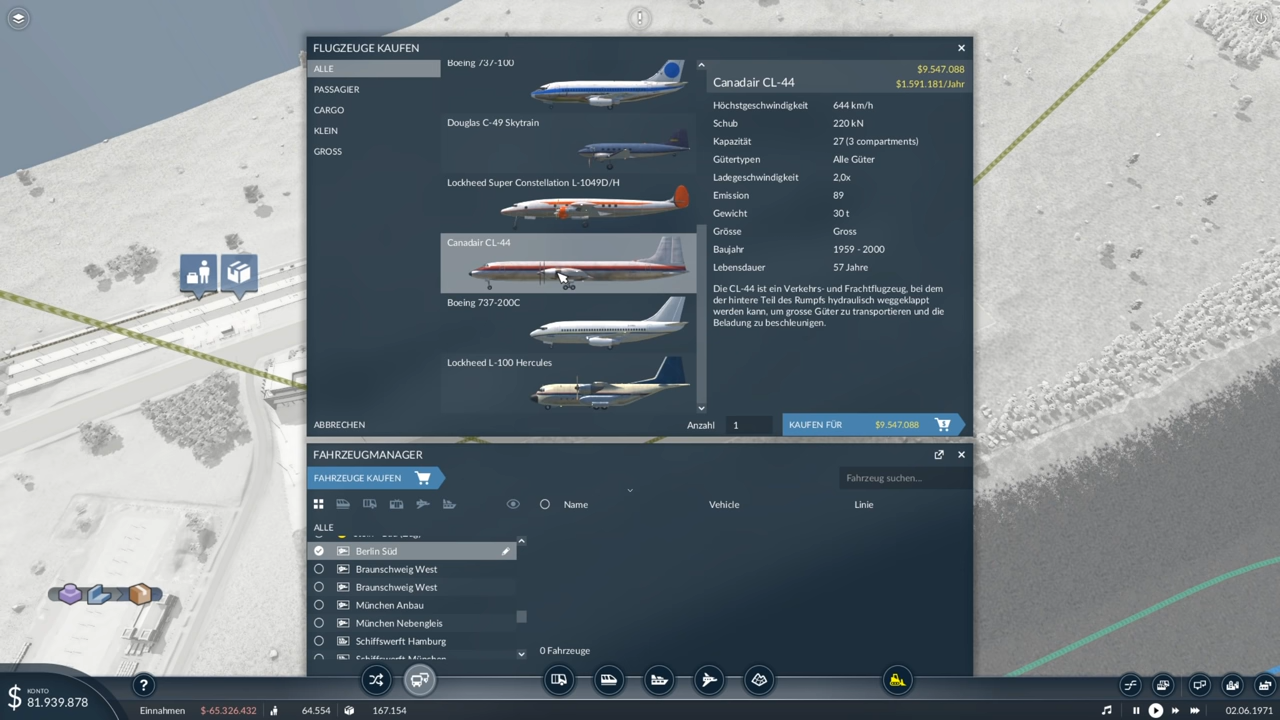 FLUGZEUGE KAUFEN
ALLE
PASSAGIER
CARGO
KLEIN
GROSS
Boeing 737-100
Douglas C-49 Skytrain
Lockheed Super Constellation L-1049D/H
Canadair CL-44
Boeing 737-200C
Lockheed L-100 Hercules
$9.547.088
Canadair CL-44
$1.591.181/Jahr
Höchstgeschwindigkeit 644 km/h
Schub 220 kN
Kapazität 27 (3 compartments)
Gütertypen Alle Güter
Ladegeschwindigkeit 2,0x
Emission 89
Gewicht 30 t
Grösse Gross
Baujahr 1959 - 2000
Lebensdauer 57 Jahre
Die CL-44 ist ein Verkehrs- und Frachtflugzeug, bei dem
der hintere Teil des Rumpfs hydraulisch weggeklappt
werden kann, um grosse Güter zu transportieren und die
Beladung zu beschleunigen.
ABBRECHEN
Anzahl 1
KAUFEN FÜR $9.547.088
FAHRZEUGMANAGER
FAHRZEUGE KAUFEN
Fahrzeug suchen...
Name Vehicle Linie
ALLE
Berlin Süd
Braunschweig West
Braunschweig West
München Anbau
München Nebengleis
Schiffswerft Hamburg
Schiffswerft München
0 Fahrzeuge
?
$ KONTO
81.939.878
Einnahmen $-65.326.432 64.554 167.154
02.06.1971